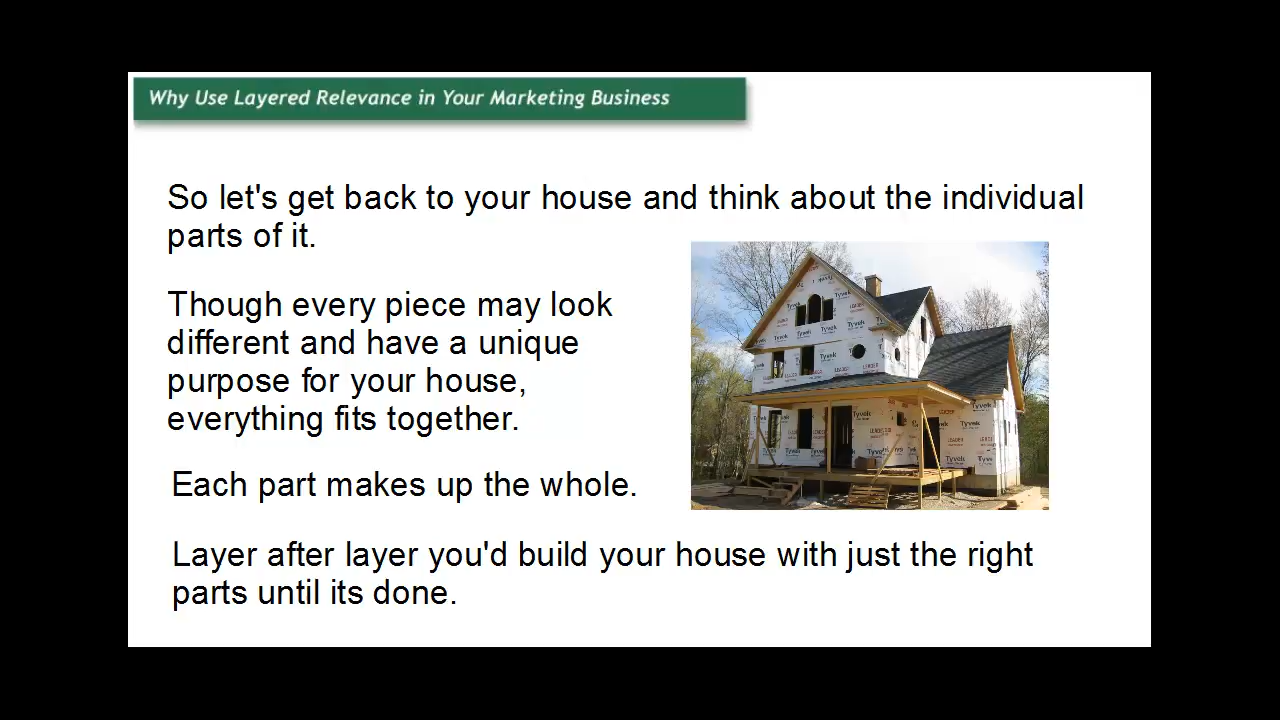 Why Use Layered Relevance in Your Marketing Business
So let's get back to your house and think about the individual
parts of it.
Though every piece may look
different and have a unique
purpose for your house,
everything fits together.
Each part makes up the whole.
Layer after layer you'd build your house with just the right
parts until its done.